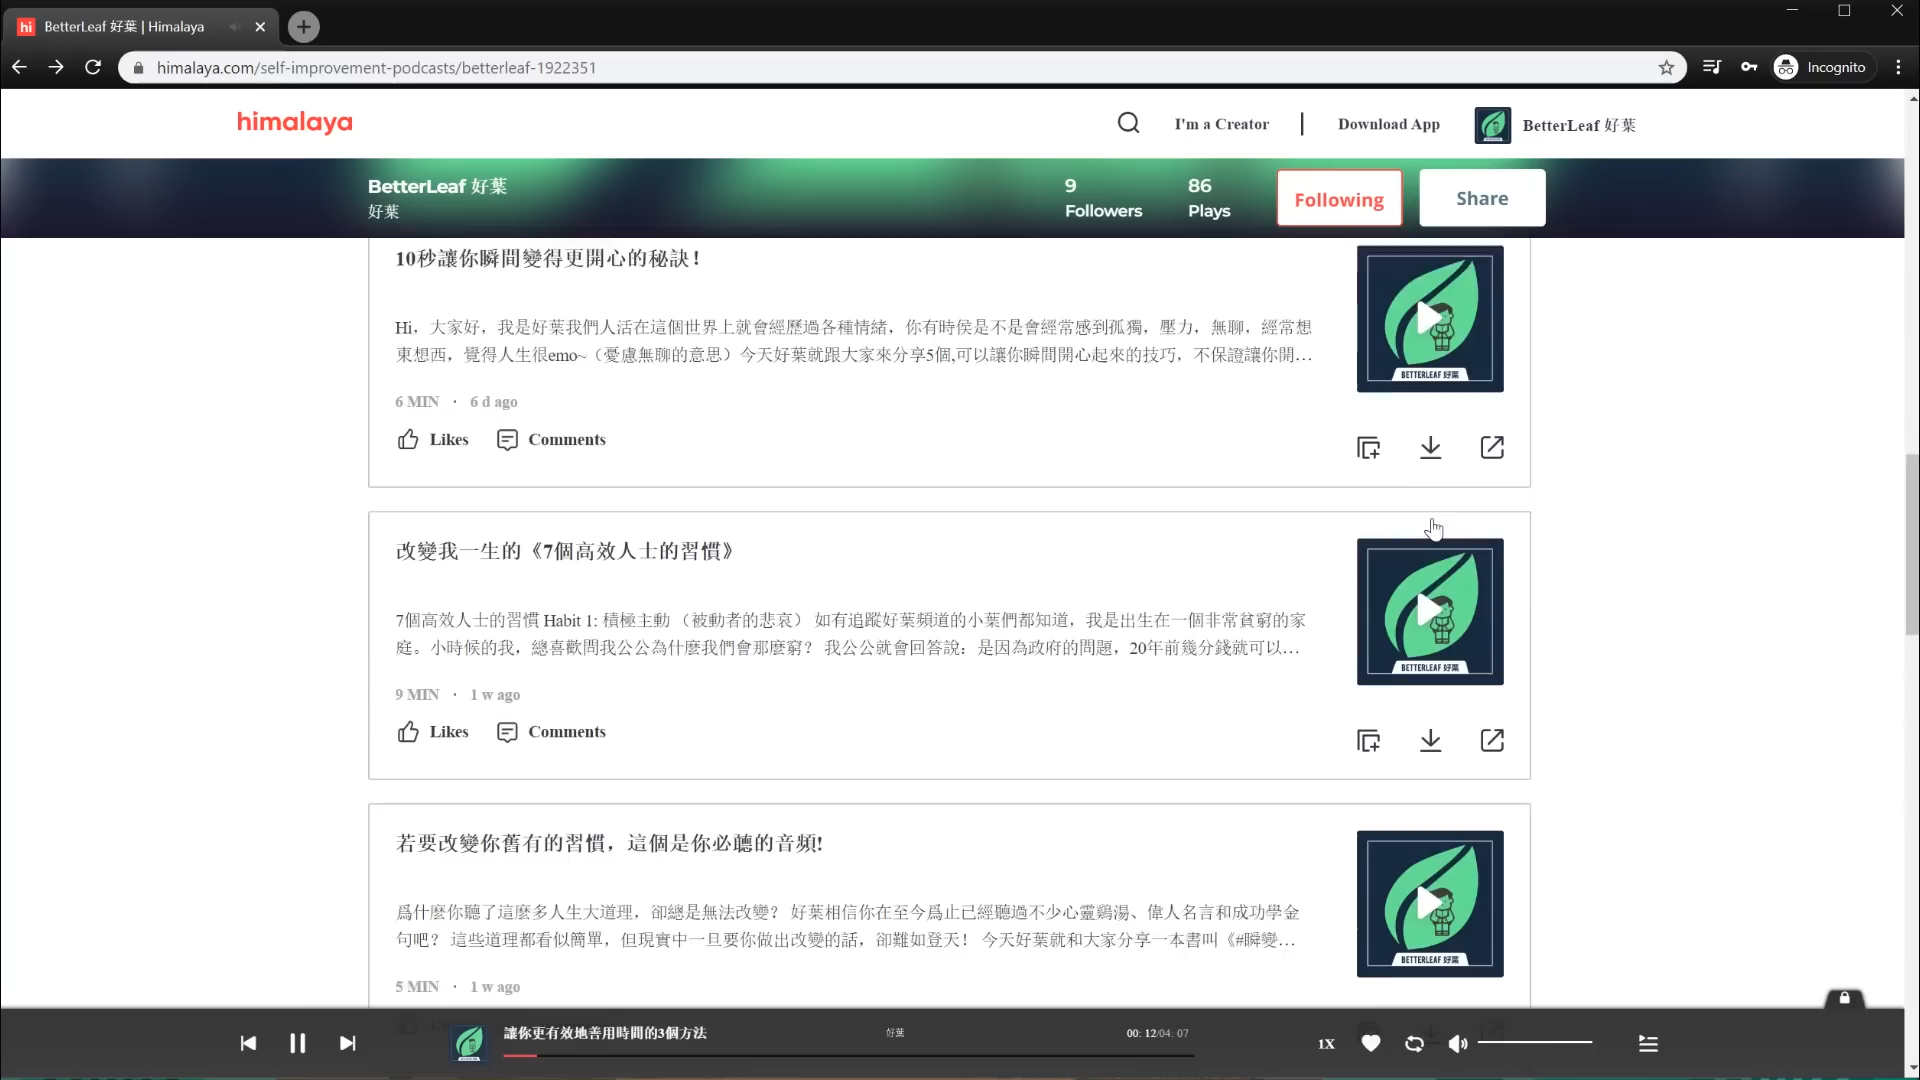 hi BetterLeaf 好葉 | Himalaya
himalaya.com/self-improvement-podcasts/betterleaf-1922351
Incognito
himalaya
I'm a Creator
Download App
BetterLeaf 好葉
BetterLeaf 好葉
好葉
9
Followers
86
Plays
Following
Share
10秒讓你瞬間變得更開心的秘訣！
Hi，大家好，我是好葉我們人活在這個世界上就會經歷過各種情緒，你有時侯是不是會經常感到孤獨，壓力，無聊，經常想
東想西，覺得人生很emo~（憂慮無聊的意思）今天好葉就跟大家來分享5個,可以讓你瞬間開心起來的技巧，不保證讓你開…
6 MIN · 6 d ago
Likes
Comments
BETTERLEAF 好葉
改變我一生的《7個高效人士的習慣》
7個高效人士的習慣 Habit 1: 積極主動 （被動者的悲哀） 如有追蹤好葉頻道的小葉們都知道，我是出生在一個非常貧窮的家
庭。小時候的我，總喜歡問我公公為什麼我們會那麼窮？ 我公公就會回答說：是因為政府的問題，20年前幾分錢就可以…
9 MIN · 1 w ago
Likes
Comments
BETTERLEAF 好葉
若要改變你舊有的習慣，這個是你必聽的音頻!
爲什麽你聽了這麽多人生大道理，卻總是無法改變？ 好葉相信你在至今爲止已經聽過不少心靈鷄湯、偉人名言和成功學金
句吧？ 這些道理都看似簡單，但現實中一旦要你做出改變的話，卻難如登天！ 今天好葉就和大家分享一本書叫《#瞬變…
5 MIN · 1 w ago
BETTERLEAF 好葉
讓你更有效地善用時間的3個方法
好葉
00: 12/04: 07
1X